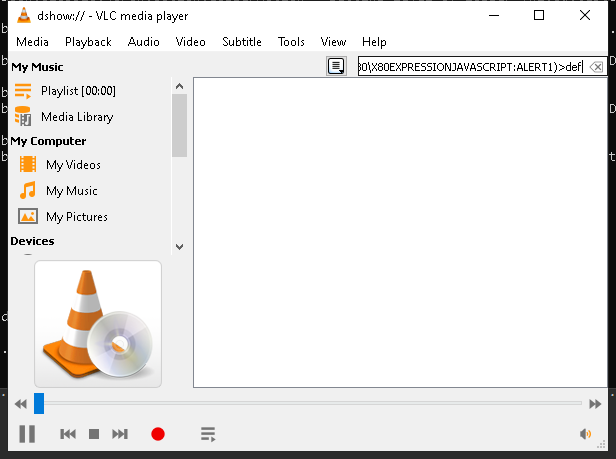 dshow:// - VLC media player
Media Playback Audio Video Subtitle Tools View Help
My Music
30\X80EXPRESSIONJAVASCRIPT:ALERT1)>def
Playlist [00:00]
Media Library
My Computer
My Videos
My Music
My Pictures
Devices